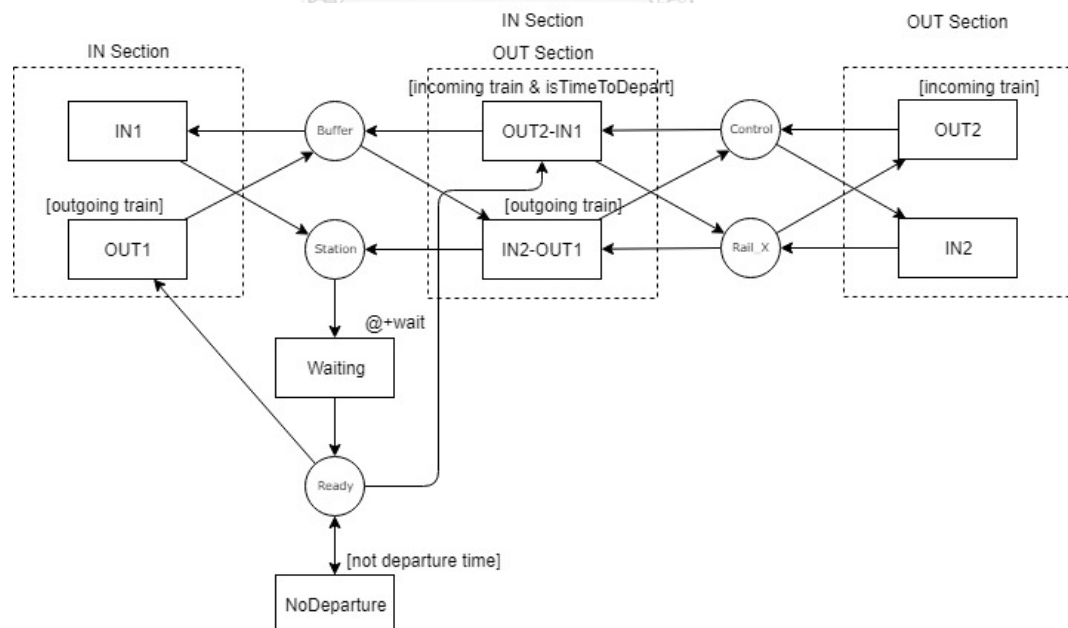 IN Section
OUT Section
IN Section
OUT Section
[incoming train & isTimeToDepart]
[incoming train]
IN1
Buffer
OUT2-IN1
Control
OUT2
[outgoing train]
[outgoing train]
OUT1
Station
IN2-OUT1
Rail_X
IN2
@+wait
Waiting
Ready
[not departure time]
NoDeparture